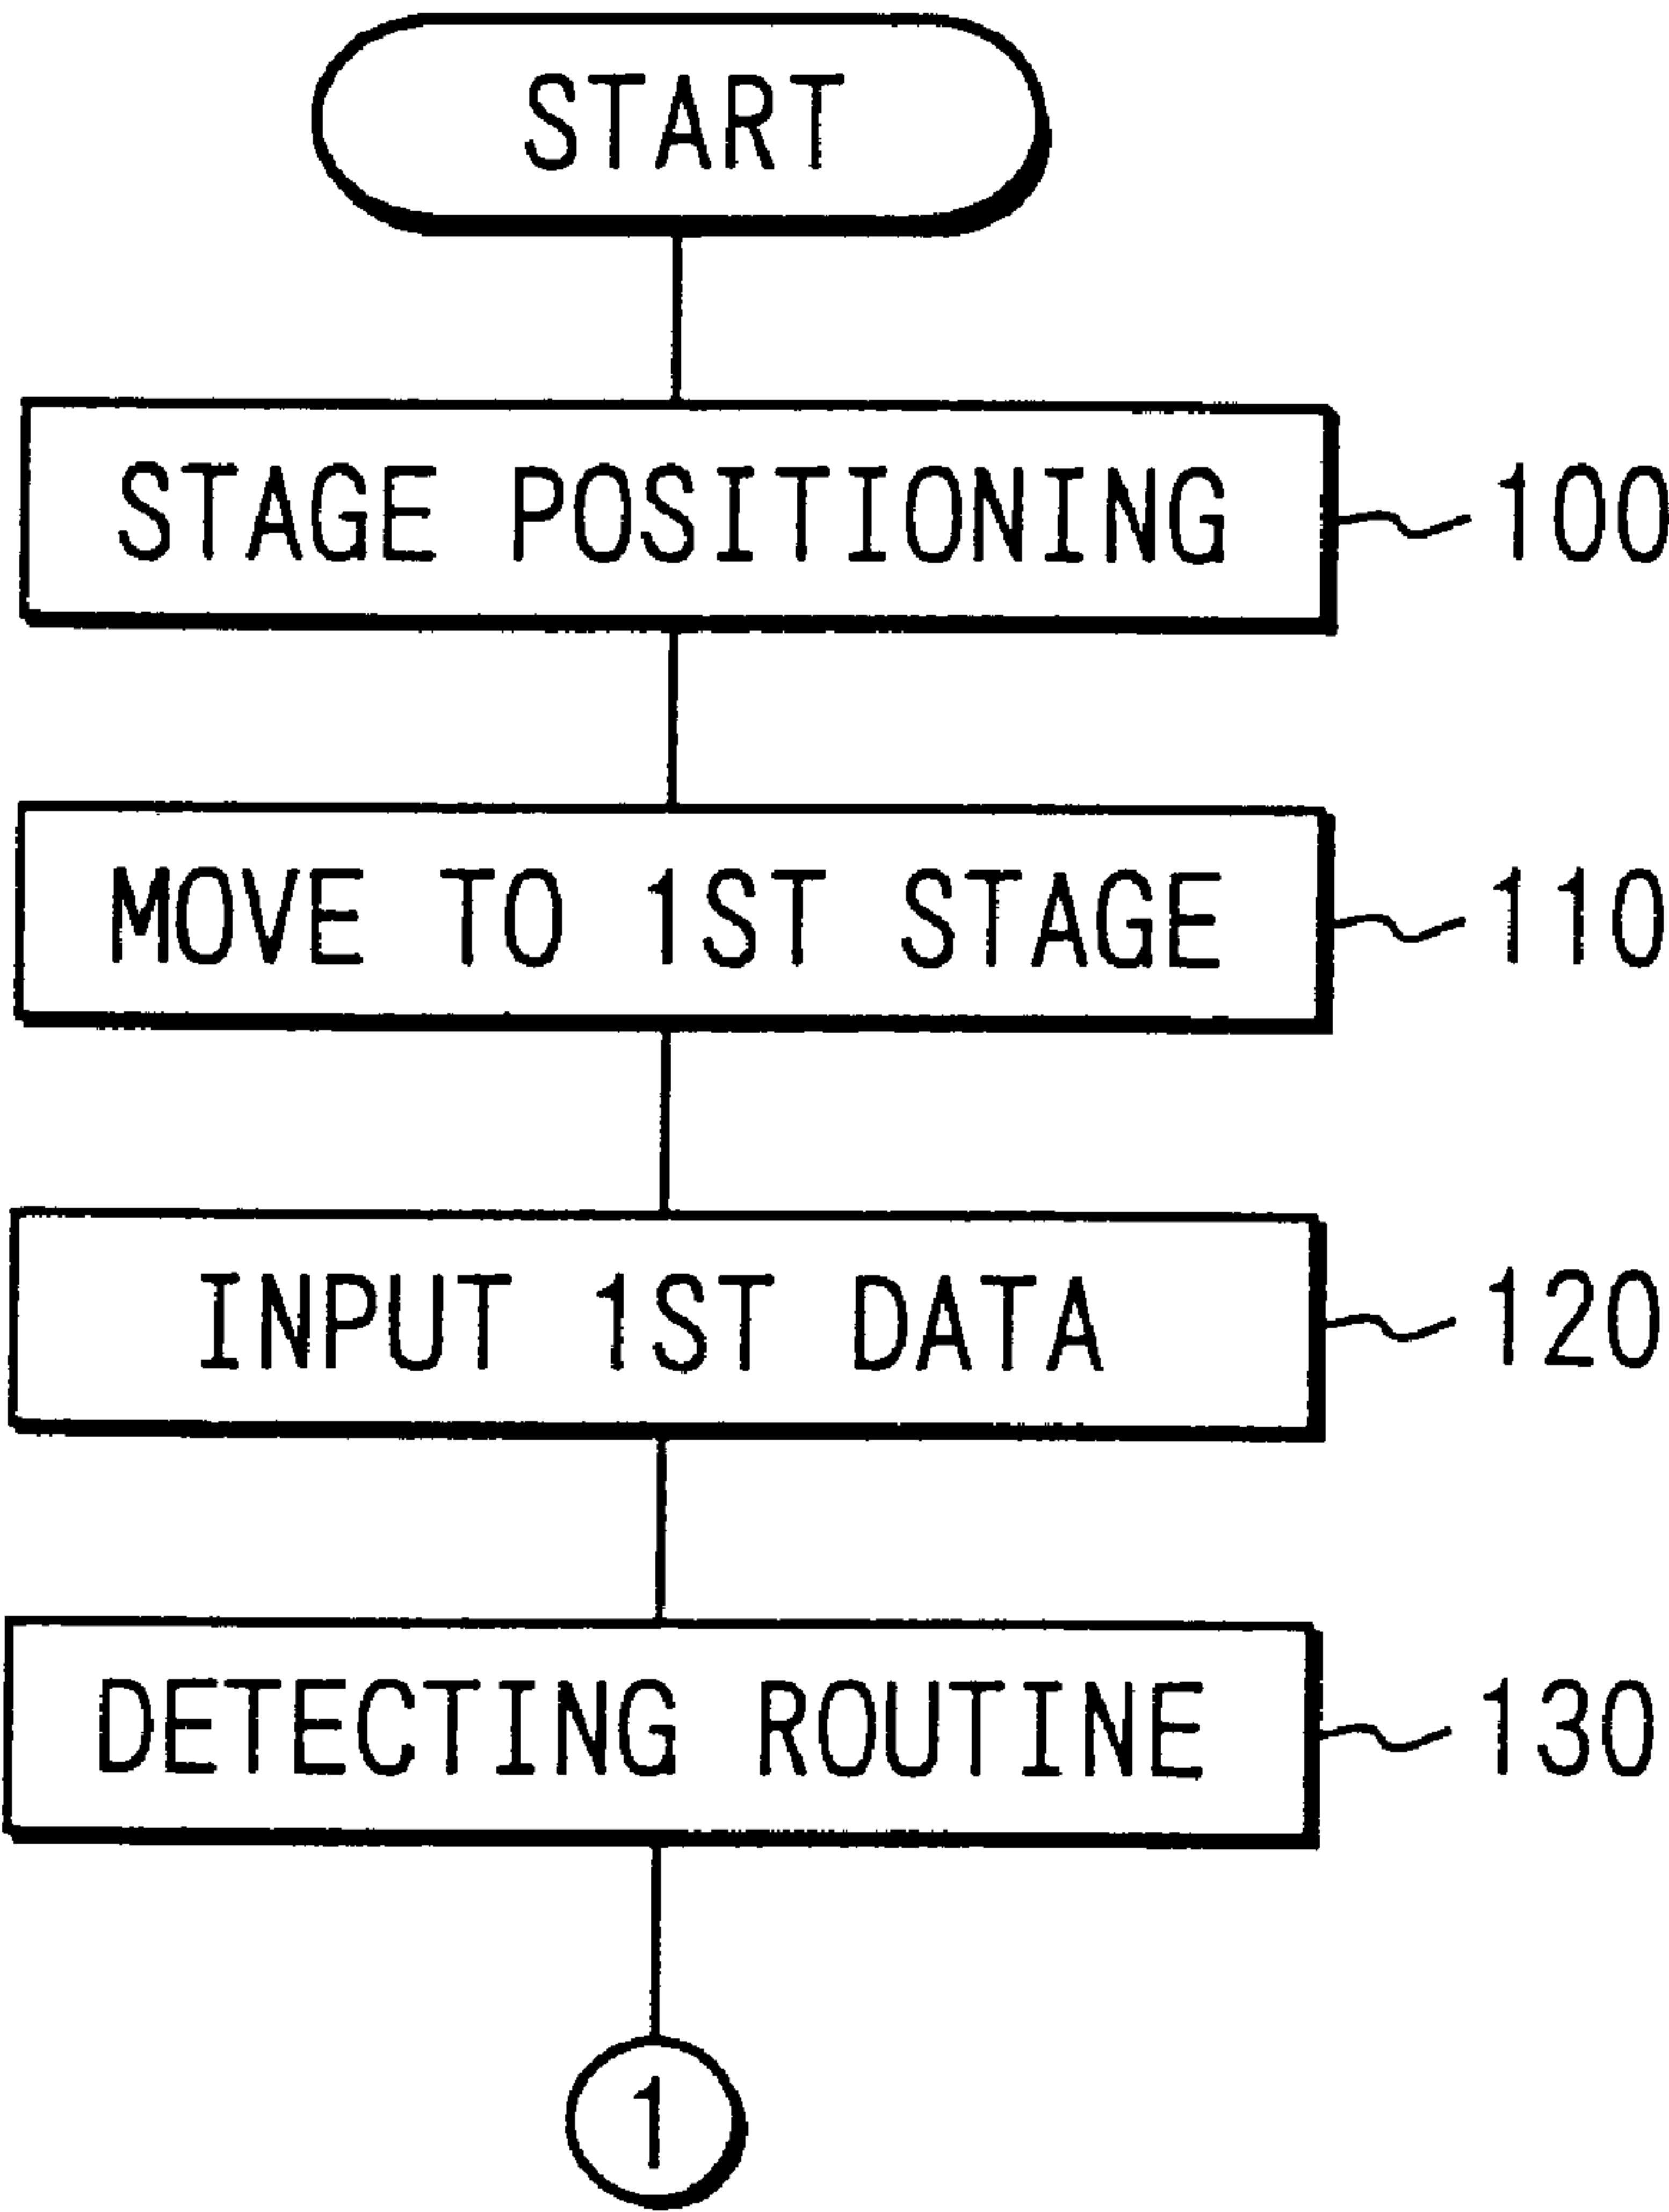 START
STAGE POSITIONING 100
MOVE TO 1ST STAGE 110
INPUT 1ST DATA 120
DETECTING ROUTINE 130
1